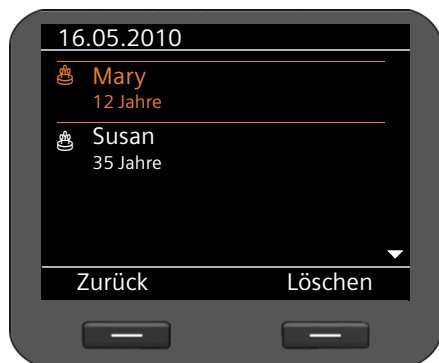 16.05.2010
Mary
12 Jahre
Susan
35 Jahre
Zurück Löschen